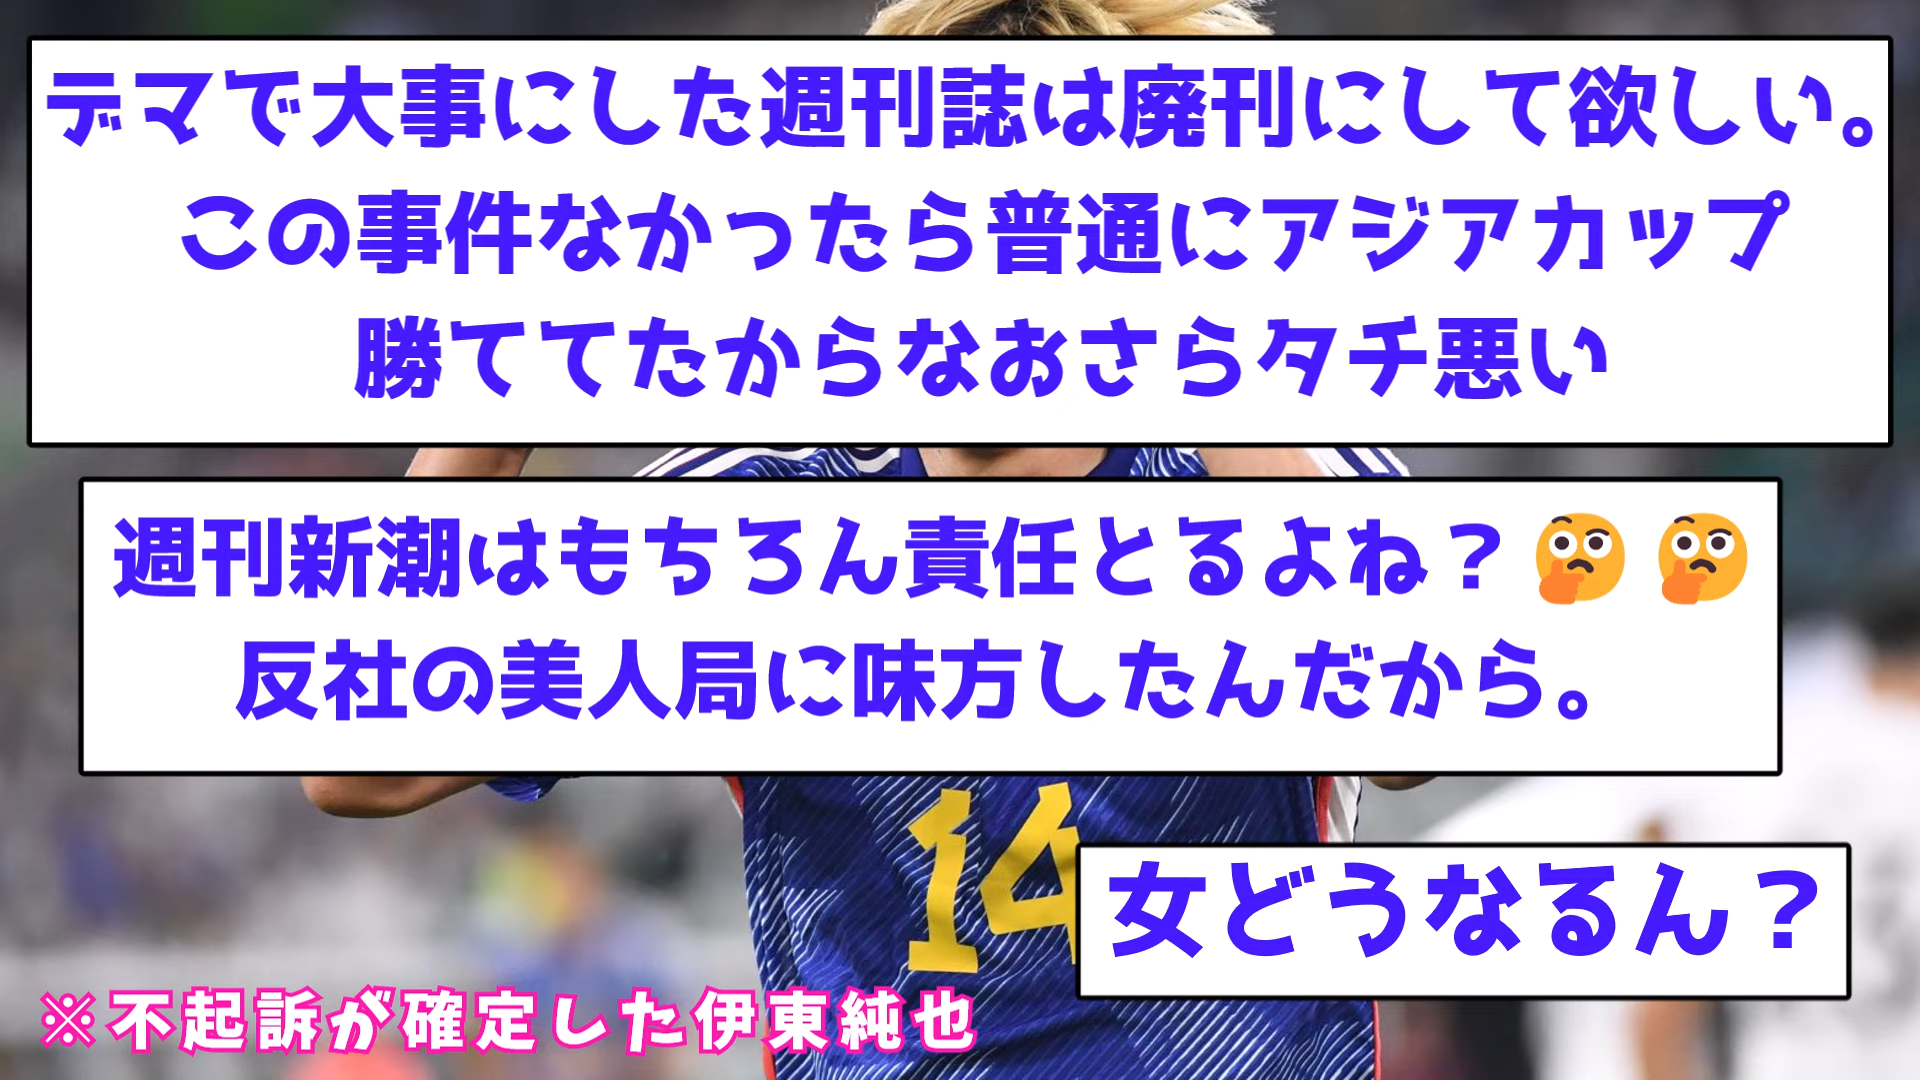 デマで大事にした週刊誌は廃刊にして欲しい。
この事件なかったら普通にアジアカップ
勝ててたからなおさらタチ悪い
週刊新潮はもちろん責任とるよね？🤔🤔
反社の美人局に味方したんだから。
14
女どうなるん？
※不起訴が確定した伊東純也